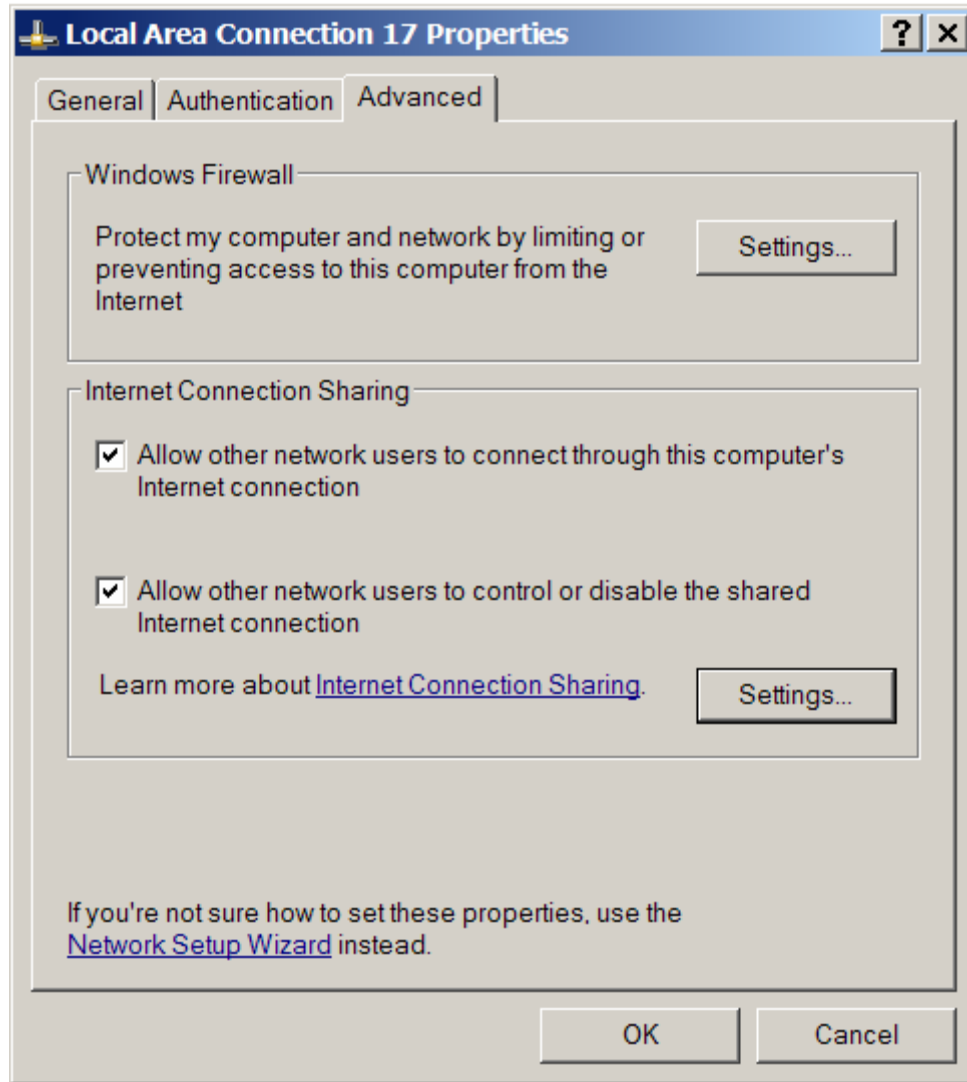 Local Area Connection 17 Properties
General Authentication Advanced
Windows Firewall
Protect my computer and network by limiting or
preventing access to this computer from the
Internet
Settings...
Internet Connection Sharing
Allow other network users to connect through this computer's
Internet connection
Allow other network users to control or disable the shared
Internet connection
Learn more about Internet Connection Sharing.
Settings...
If you're not sure how to set these properties, use the
Network Setup Wizard instead.
OK Cancel